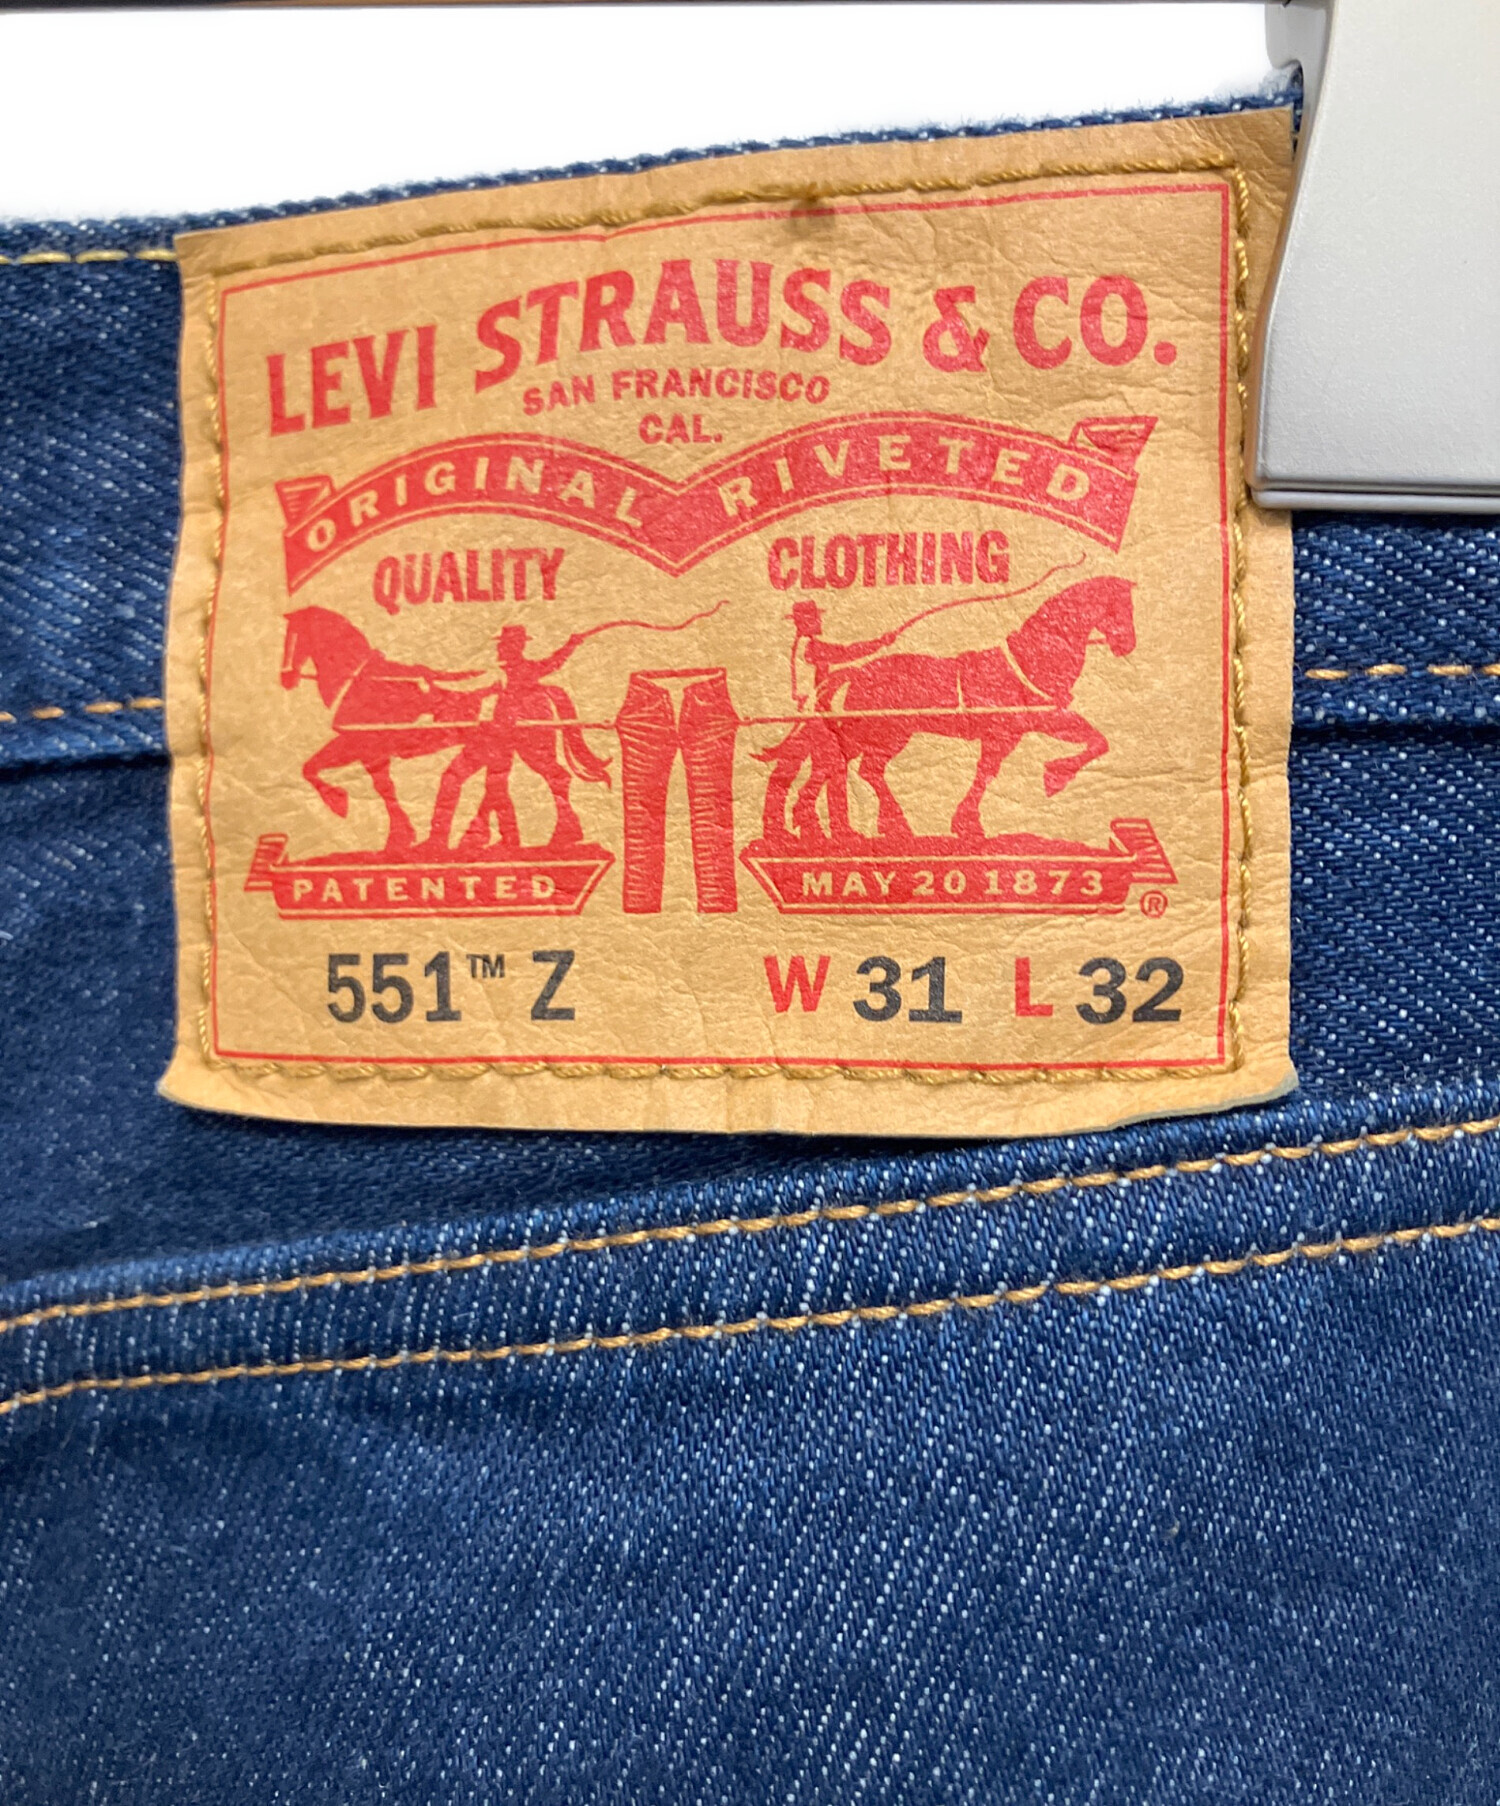 LEVI STRAUSS & CO.
SAN FRANCISCO
CAL.
ORIGINAL RIVETED
QUALITY CLOTHING
PATENTED MAY 20 1873 ®
551™ Z W 31 L 32